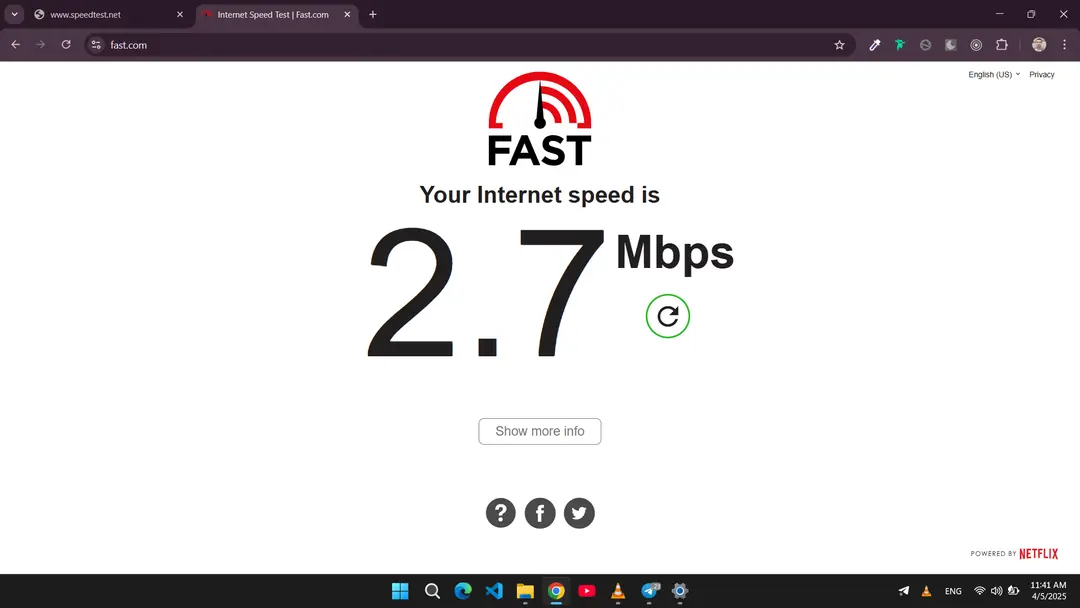 www.speedtest.net
Internet Speed Test | Fast.com
fast.com
English (US)
Privacy
FAST
Your Internet speed is
2.7 Mbps
Show more info
POWERED BY NETFLIX
ENG
11:41 AM
4/5/2025